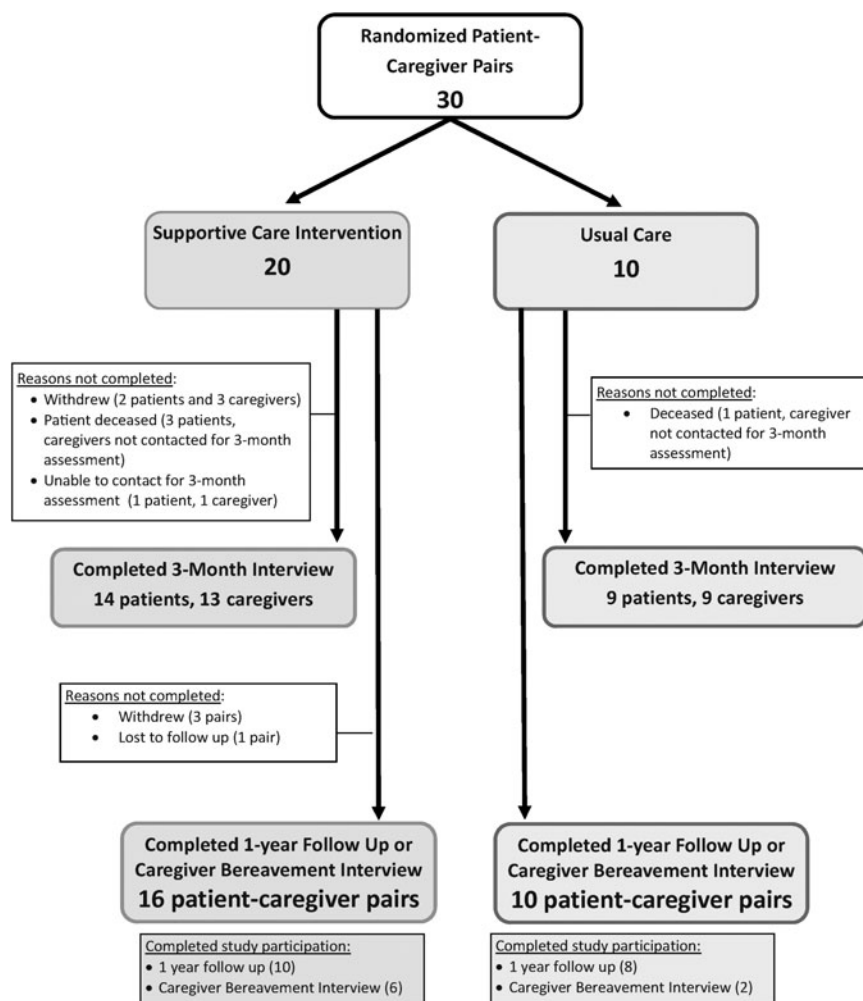 Randomized Patient-
Caregiver Pairs
30
Supportive Care Intervention
20
Usual Care
10
Reasons not completed:
• Withdrew (2 patients and 3 caregivers)
• Patient deceased (3 patients,
caregivers not contacted for 3-month
assessment)
• Unable to contact for 3-month
assessment (1 patient, 1 caregiver)
Reasons not completed:
• Deceased (1 patient, caregiver
not contacted for 3-month
assessment)
Completed 3-Month Interview
14 patients, 13 caregivers
Completed 3-Month Interview
9 patients, 9 caregivers
Reasons not completed:
• Withdrew (3 pairs)
• Lost to follow up (1 pair)
Completed 1-year Follow Up or
Caregiver Bereavement Interview
16 patient-caregiver pairs
Completed 1-year Follow Up or
Caregiver Bereavement Interview
10 patient-caregiver pairs
Completed study participation:
• 1 year follow up (10)
• Caregiver Bereavement Interview (6)
Completed study participation:
• 1 year follow up (8)
• Caregiver Bereavement Interview (2)